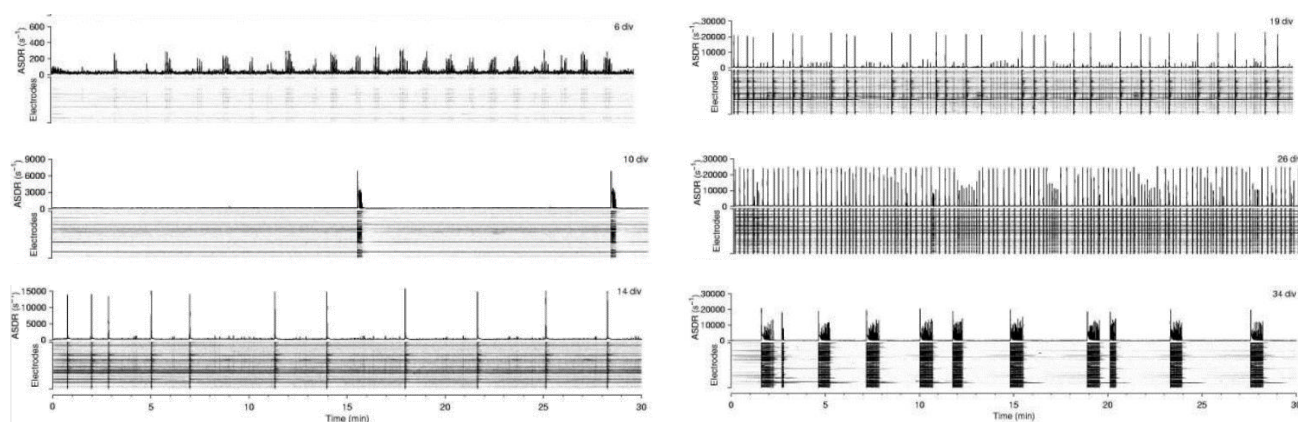 6 div
ASDR (s⁻¹)
600
400
200
0
Electrodes
10 div
ASDR (s⁻¹)
9000
6000
3000
0
Electrodes
14 div
ASDR (s⁻¹)
15000
10000
5000
0
Electrodes
0 5 10 15 20 25 30
Time (min)
19 div
ASDR (s⁻¹)
30000
20000
10000
0
Electrodes
26 div
ASDR (s⁻¹)
30000
20000
10000
0
Electrodes
34 div
ASDR (s⁻¹)
30000
20000
10000
0
Electrodes
0 5 10 15 20 25 30
Time (min)